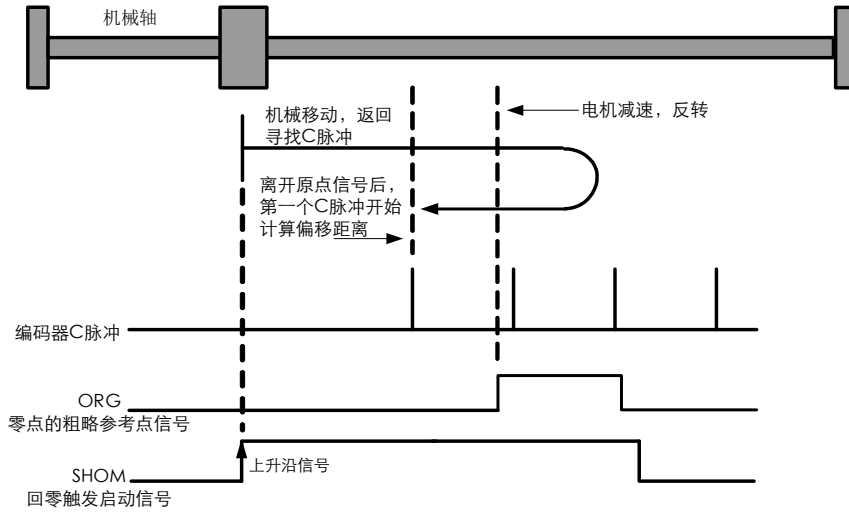 机械轴
机械移动，返回
寻找C脉冲
电机减速，反转
离开原点信号后，
第一个C脉冲开始
计算偏移距离
编码器C脉冲
ORG
零点的粗略参考点信号
上升沿信号
SHOM
回零触发启动信号